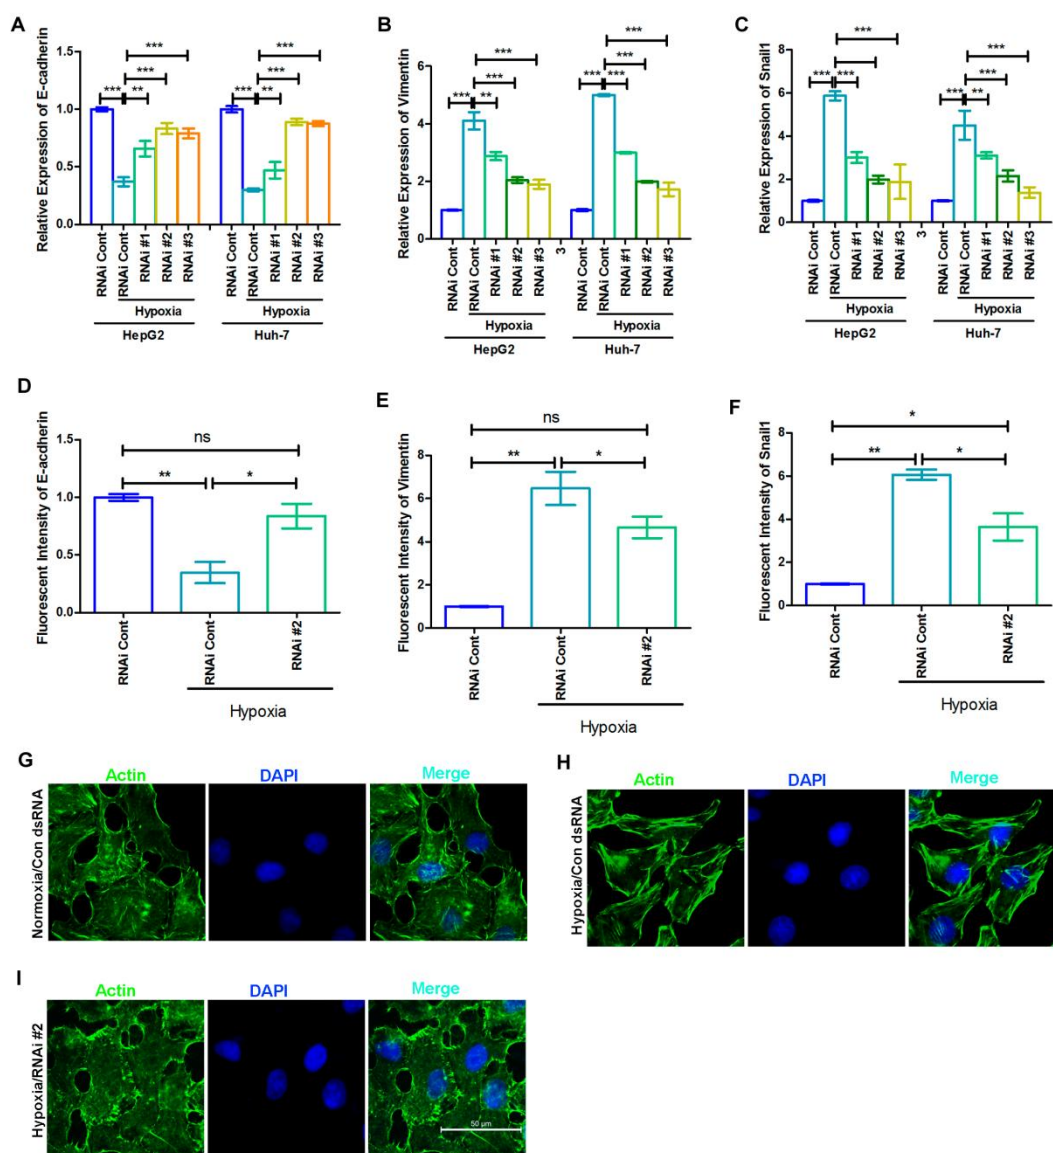 A
Relative Expression of E-cadherin
1.5
1.0
0.5
0.0
*** ** *** *** *** ** *** ***
RNAi Cont
RNAi Cont
RNAi #1
RNAi #2
RNAi #3
RNAi Cont
RNAi Cont
RNAi #1
RNAi #2
RNAi #3
Hypoxia
Hypoxia
HepG2
Huh-7
B
Relative Expression of Vimentin
8
6
4
2
0
*** ** *** *** *** *** *** ***
RNAi Cont
RNAi Cont
RNAi #1
RNAi #2
RNAi #3
3
RNAi Cont
RNAi Cont
RNAi #1
RNAi #2
RNAi #3
Hypoxia
Hypoxia
HepG2
Huh-7
C
Relative Expression of Snail1
8
6
4
2
0
*** *** *** *** *** ** *** ***
RNAi Cont
RNAi Cont
RNAi #1
RNAi #2
RNAi #3
3
RNAi Cont
RNAi Cont
RNAi #1
RNAi #2
RNAi #3
Hypoxia
Hypoxia
HepG2
Huh-7
D
Fluorescent Intensity of E-acdherin
1.5
1.0
0.5
0.0
ns
** *
RNAi Cont
RNAi Cont
RNAi #2
Hypoxia
E
Fluorescent Intensity of Vimentin
8
6
4
2
0
ns
** *
RNAi Cont
RNAi Cont
RNAi #2
Hypoxia
F
Fluorescent Intensity of Snail1
8
6
4
2
0
*
** *
RNAi Cont
RNAi Cont
RNAi #2
Hypoxia
G
Actin DAPI Merge
Normoxia/Con dsRNA
H
Actin DAPI Merge
Hypoxia/Con dsRNA
I
Actin DAPI Merge
Hypoxia/RNAi #2
50 μm